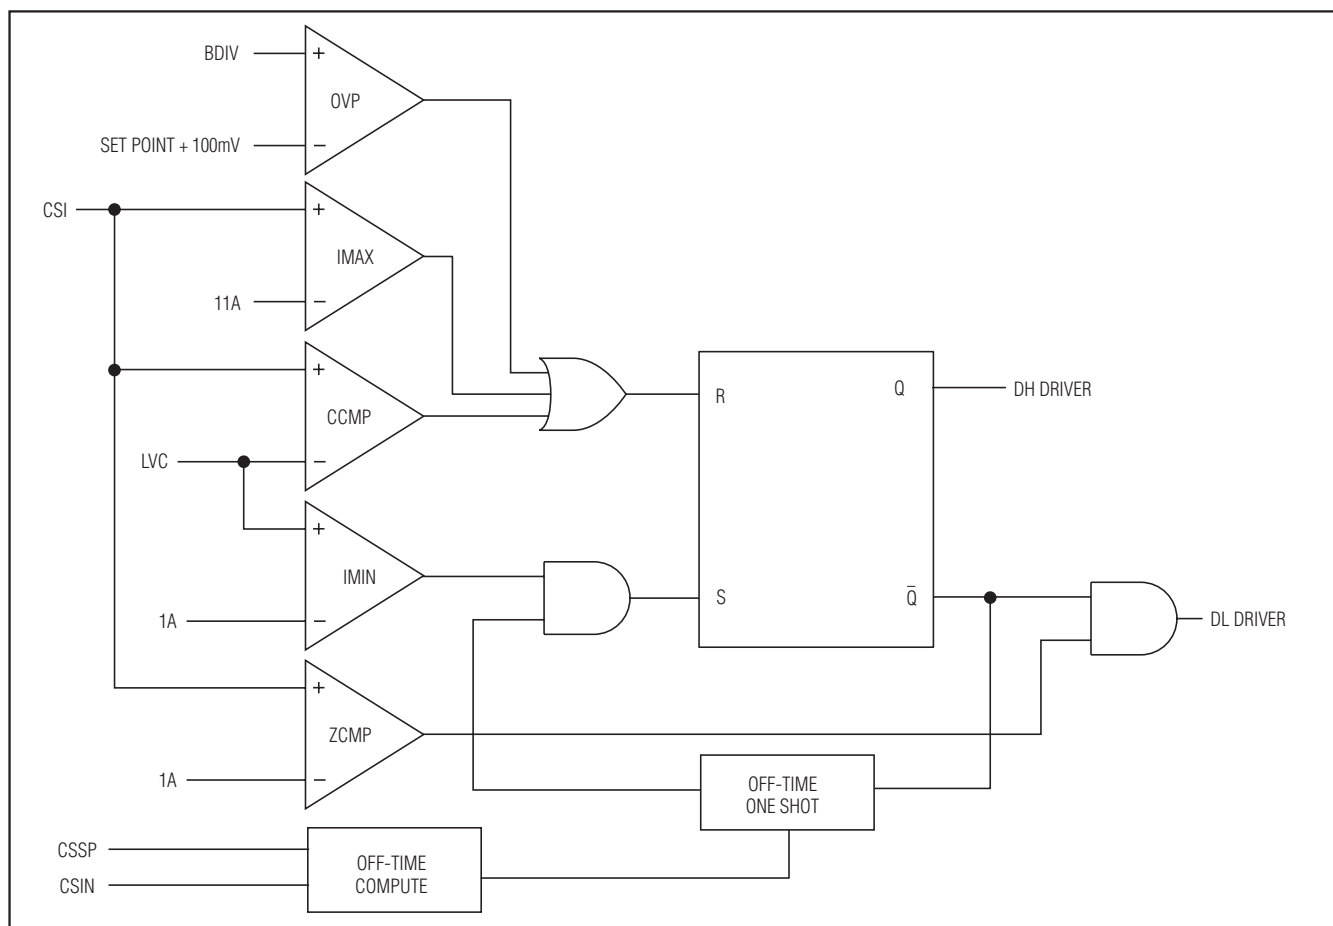 BDIV
+
OVP
SET POINT + 100mV
−
CSI
+
IMAX
11A
−
+
CCMP
LVC
−
+
IMIN
1A
−
+
ZCMP
1A
−
R
Q
DH DRIVER
S
Q̅
DL DRIVER
OFF-TIME
ONE SHOT
CSSP
CSIN
OFF-TIME
COMPUTE